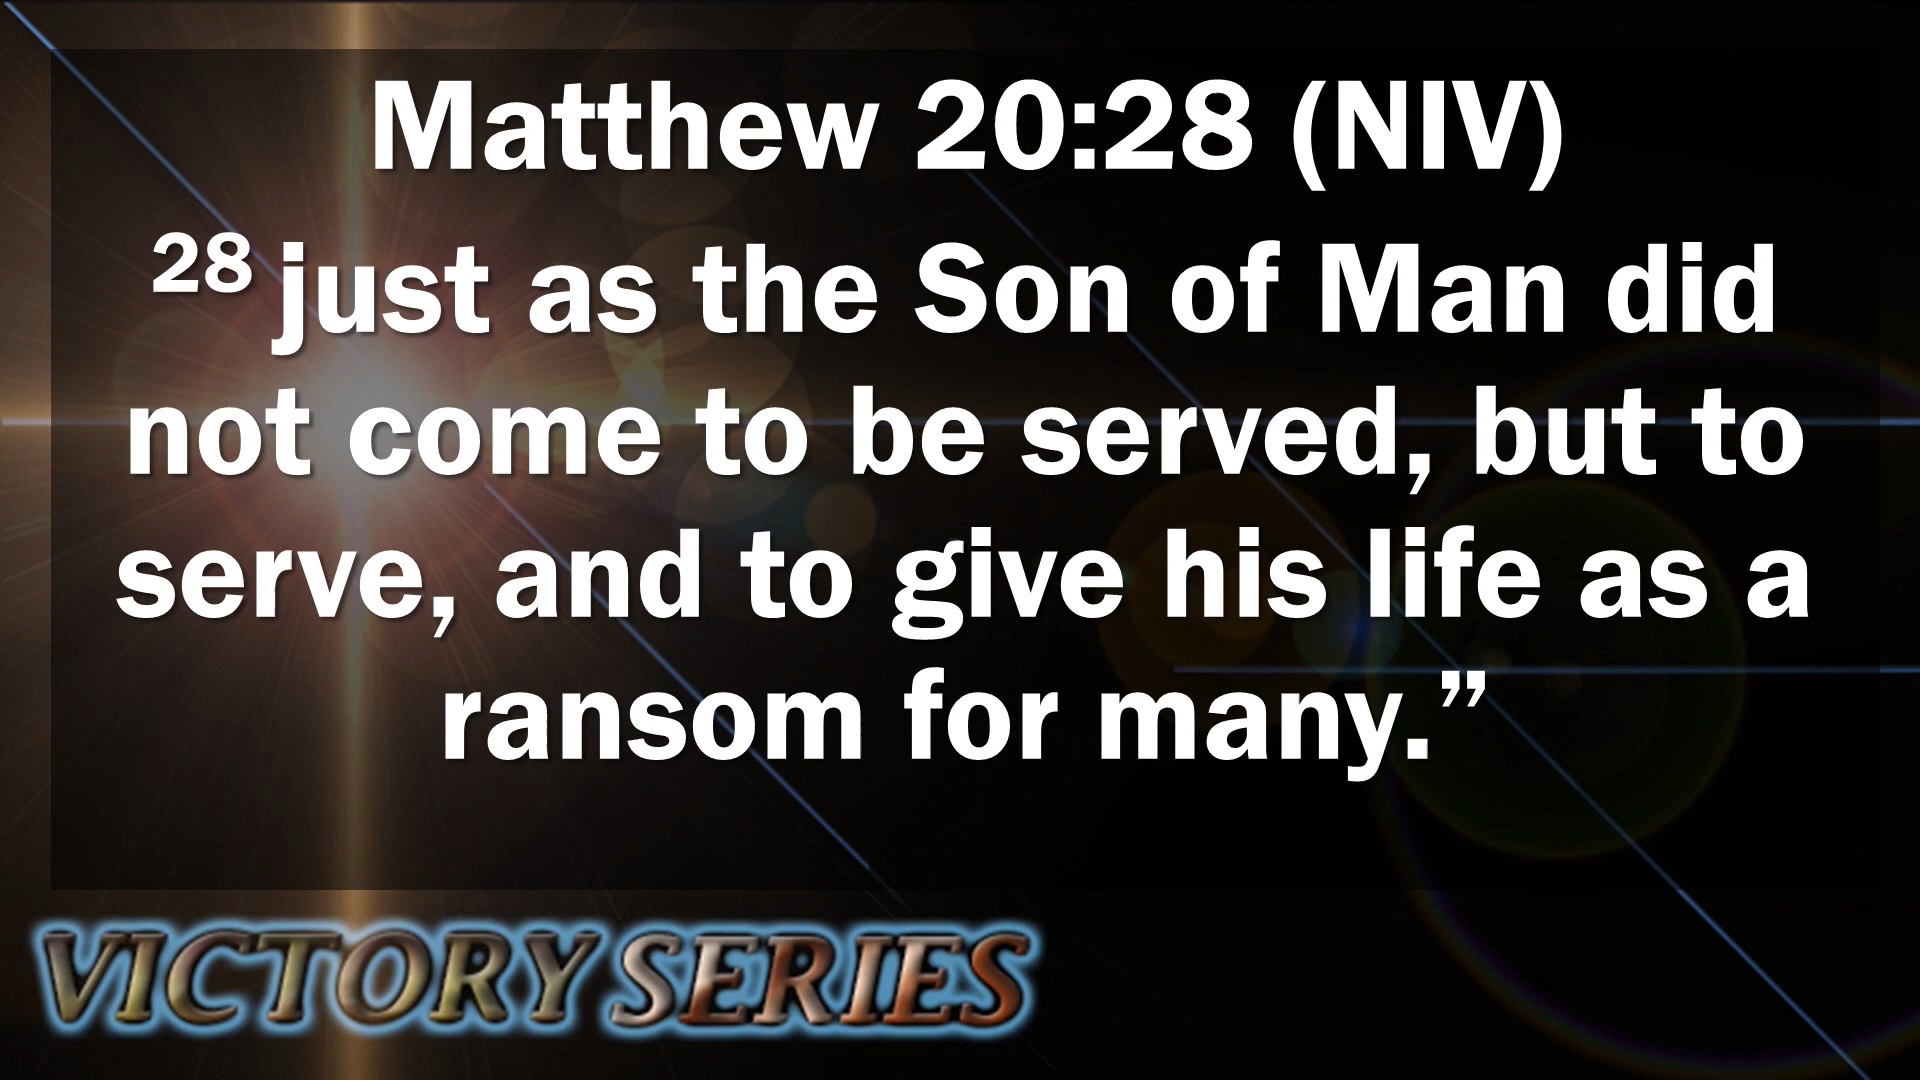 Matthew 20:28 (NIV)
28 just as the Son of Man did
not come to be served, but to
serve, and to give his life as a
ransom for many.”
VICTORY SERIES